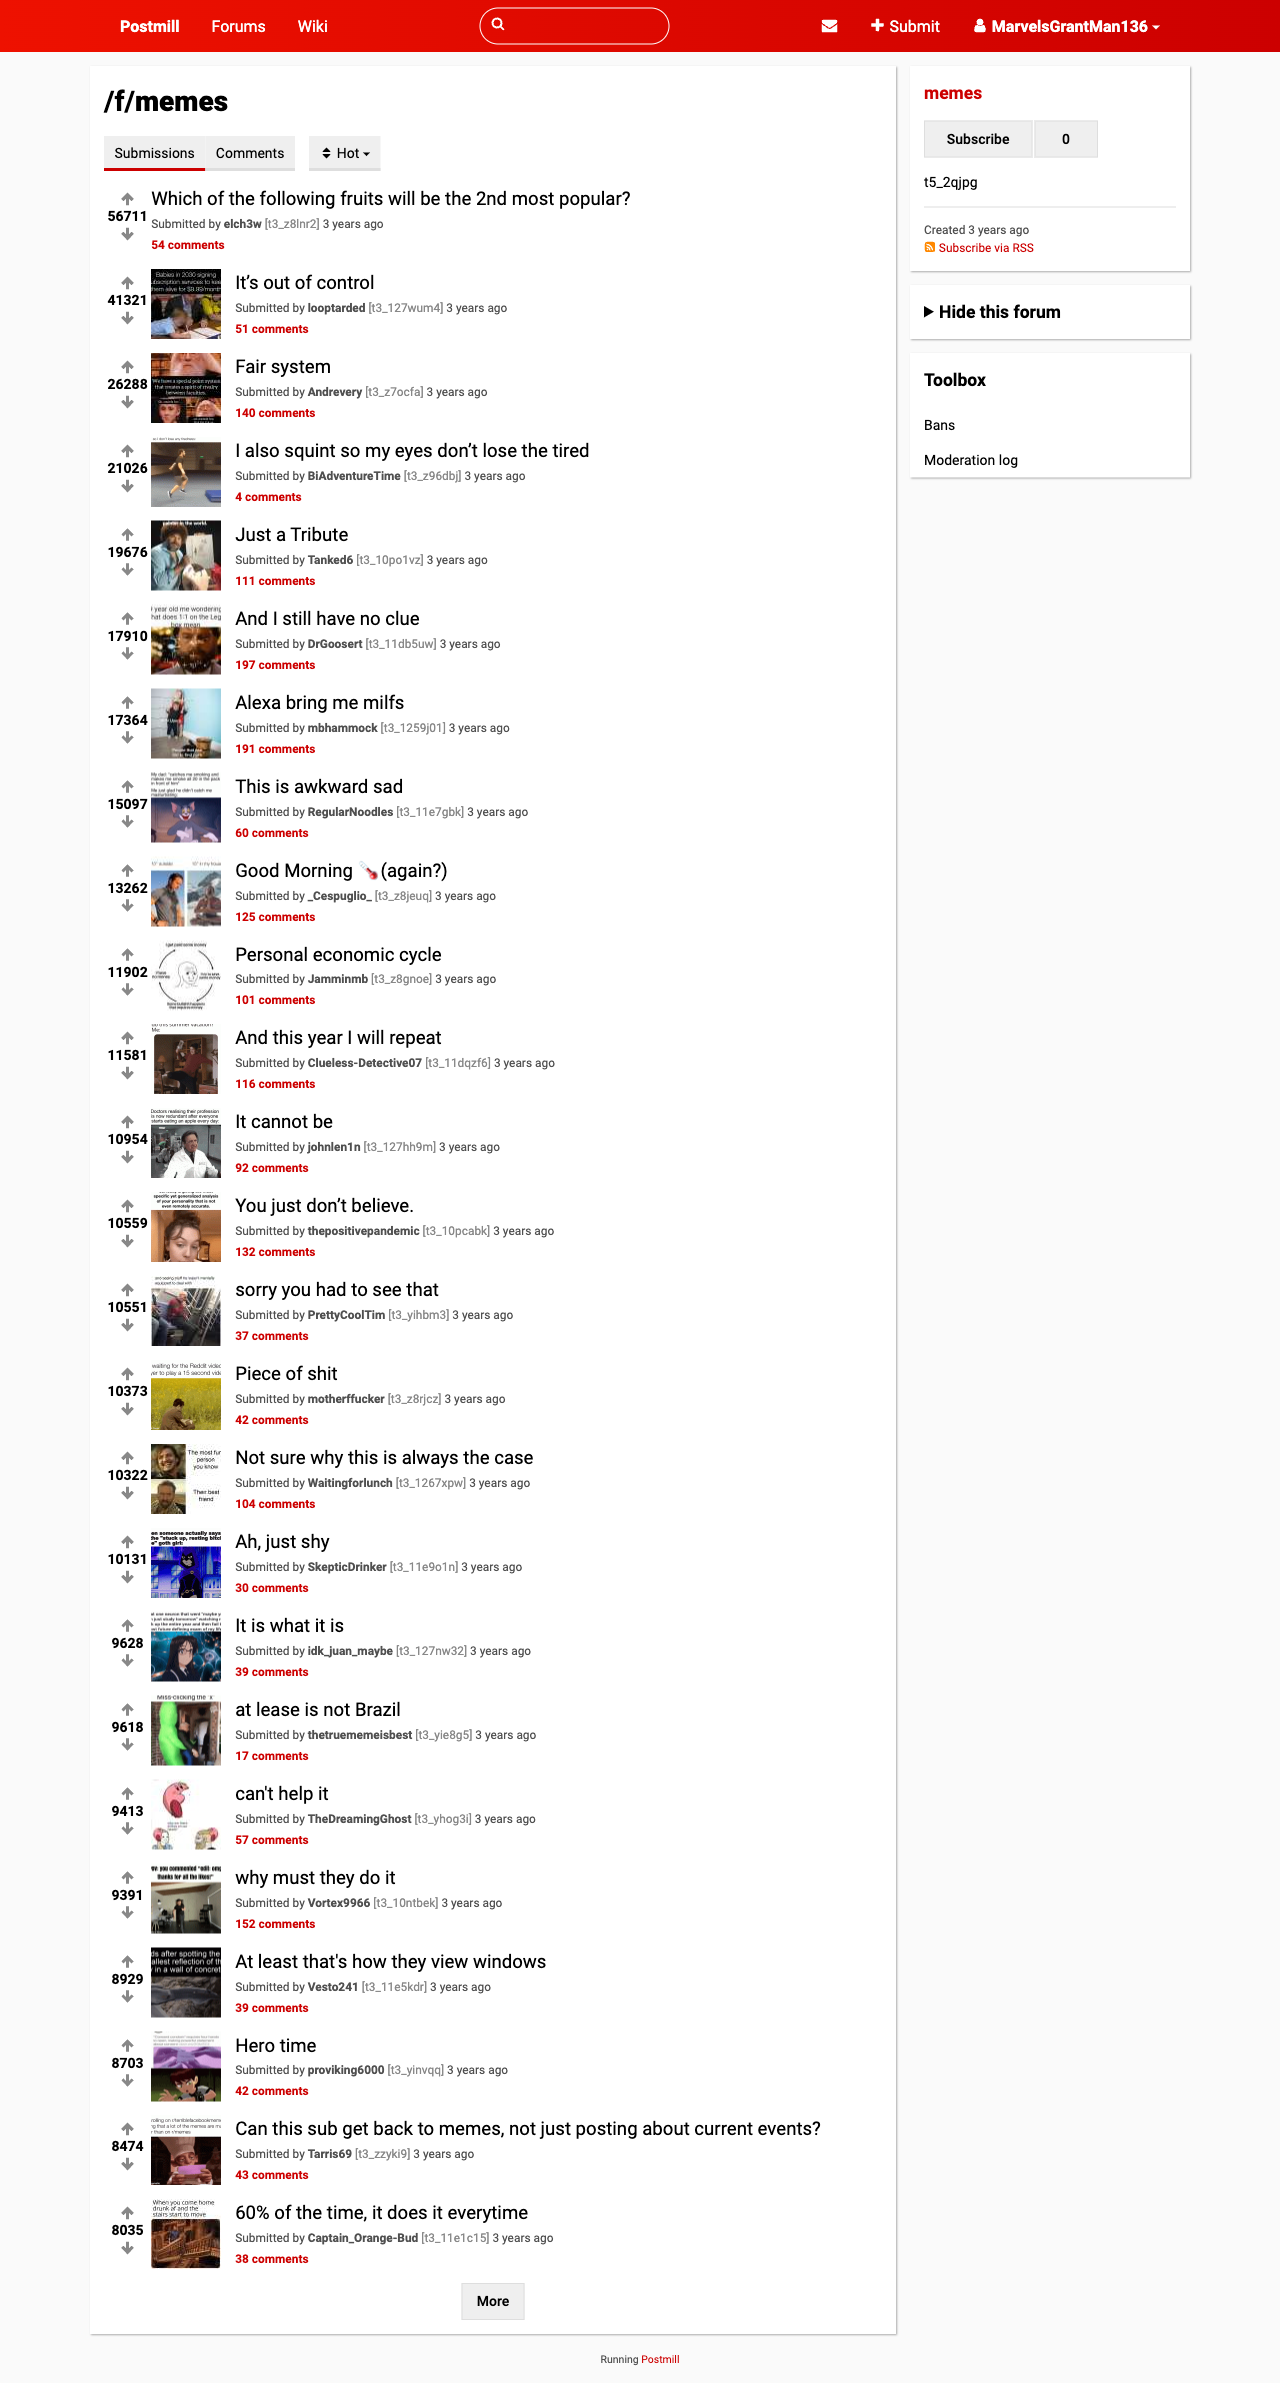 Postmill Forums Wiki Submit MarvelsGrantMan136
/f/memes
Submissions Comments Hot
Which of the following fruits will be the 2nd most popular?
56711
Submitted by elch3w [t3_z8lnr2] 3 years ago
54 comments
It’s out of control
41321
Submitted by looptarded [t3_127wum4] 3 years ago
51 comments
Fair system
26288
Submitted by Andrevery [t3_z7ocfa] 3 years ago
140 comments
I also squint so my eyes don’t lose the tired
21026
Submitted by BiAdventureTime [t3_z96dbj] 3 years ago
4 comments
Just a Tribute
19676
Submitted by Tanked6 [t3_10po1vz] 3 years ago
111 comments
And I still have no clue
17910
Submitted by DrGoosert [t3_11db5uw] 3 years ago
197 comments
Alexa bring me milfs
17364
Submitted by mbhammock [t3_1259j01] 3 years ago
191 comments
This is awkward sad
15097
Submitted by RegularNoodles [t3_11e7gbk] 3 years ago
60 comments
Good Morning (again?)
13262
Submitted by _Cespuglio_ [t3_z8jeuq] 3 years ago
125 comments
Personal economic cycle
11902
Submitted by Jamminmb [t3_z8gnoe] 3 years ago
101 comments
And this year I will repeat
11581
Submitted by Clueless-Detective07 [t3_11dqzf6] 3 years ago
116 comments
It cannot be
10954
Submitted by johnlen1n [t3_127hh9m] 3 years ago
92 comments
You just don’t believe.
10559
Submitted by thepositivepandemic [t3_10pcabk] 3 years ago
132 comments
sorry you had to see that
10551
Submitted by PrettyCoolTim [t3_yihbm3] 3 years ago
37 comments
Piece of shit
10373
Submitted by motherffucker [t3_z8rjcz] 3 years ago
42 comments
Not sure why this is always the case
10322
Submitted by Waitingforlunch [t3_1267xpw] 3 years ago
104 comments
Ah, just shy
10131
Submitted by SkepticDrinker [t3_11e9o1n] 3 years ago
30 comments
It is what it is
9628
Submitted by idk_juan_maybe [t3_127nw32] 3 years ago
39 comments
at lease is not Brazil
9618
Submitted by thetruememeisbest [t3_yie8g5] 3 years ago
17 comments
can't help it
9413
Submitted by TheDreamingGhost [t3_yhog3i] 3 years ago
57 comments
why must they do it
9391
Submitted by Vortex9966 [t3_10ntbek] 3 years ago
152 comments
At least that's how they view windows
8929
Submitted by Vesto241 [t3_11e5kdr] 3 years ago
39 comments
Hero time
8703
Submitted by proviking6000 [t3_yinvqq] 3 years ago
42 comments
Can this sub get back to memes, not just posting about current events?
8474
Submitted by Tarris69 [t3_zzyki9] 3 years ago
43 comments
60% of the time, it does it everytime
8035
Submitted by Captain_Orange-Bud [t3_11e1c15] 3 years ago
38 comments
More
memes
Subscribe 0
t5_2qjpg
Created 3 years ago
Subscribe via RSS
Hide this forum
Toolbox
Bans
Moderation log
Running Postmill